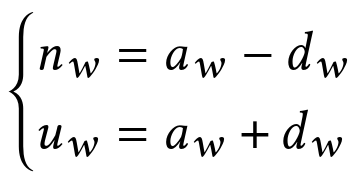 n_w = a_w − d_w
u_w = a_w + d_w